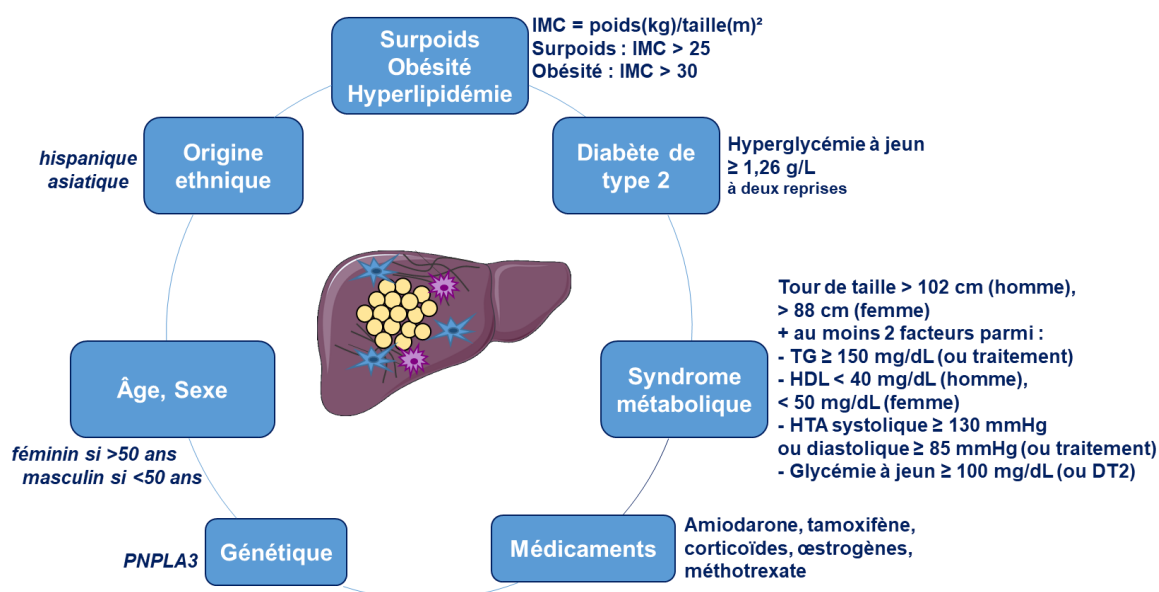 Surpoids
Obésité
Hyperlipidémie
IMC = poids(kg)/taille(m)²
Surpoids : IMC > 25
Obésité : IMC > 30
hispanique
asiatique
Origine
ethnique
Diabète de
type 2
Hyperglycémie à jeun
≥ 1,26 g/L
à deux reprises
Âge, Sexe
féminin si >50 ans
masculin si <50 ans
Syndrome
métabolique
Tour de taille > 102 cm (homme),
> 88 cm (femme)
+ au moins 2 facteurs parmi :
- TG ≥ 150 mg/dL (ou traitement)
- HDL < 40 mg/dL (homme),
< 50 mg/dL (femme)
- HTA systolique ≥ 130 mmHg
ou diastolique ≥ 85 mmHg (ou traitement)
- Glycémie à jeun ≥ 100 mg/dL (ou DT2)
PNPLA3
Génétique
Médicaments
Amiodarone, tamoxifène,
corticoïdes, œstrogènes,
méthotrexate